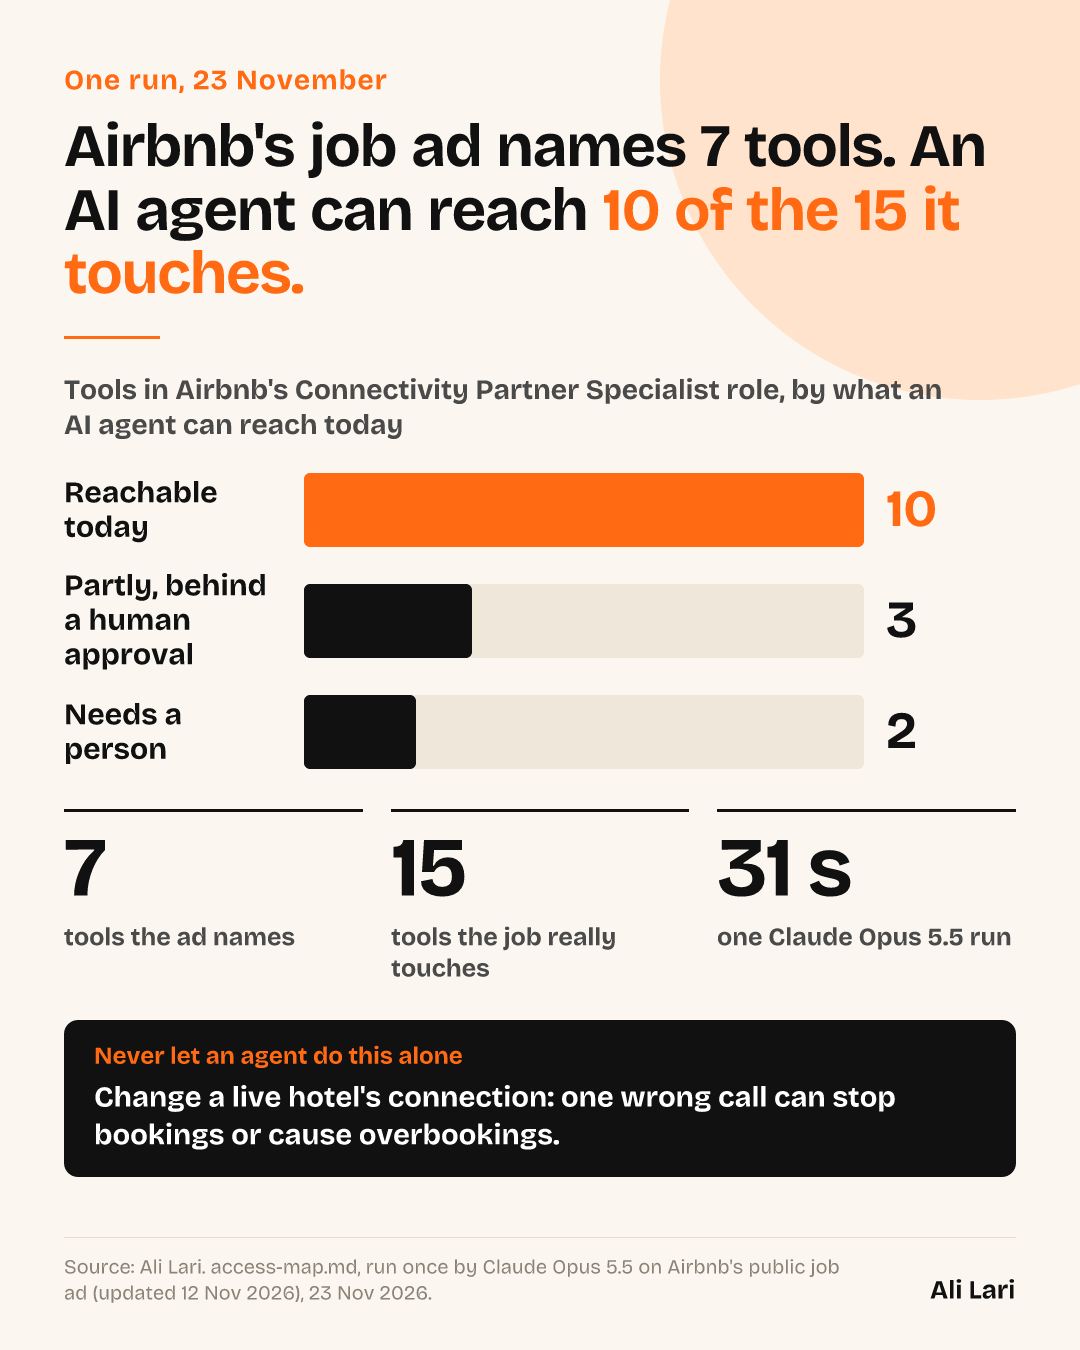 One run, 23 November
Airbnb's job ad names 7 tools. An
AI agent can reach 10 of the 15 it
touches.
Tools in Airbnb's Connectivity Partner Specialist role, by what an
AI agent can reach today
Reachable
today
10
Partly, behind
a human
approval
3
Needs a
person
2
7
tools the ad names
15
tools the job really
touches
31 s
one Claude Opus 5.5 run
Never let an agent do this alone
Change a live hotel's connection: one wrong call can stop
bookings or cause overbookings.
Source: Ali Lari. access-map.md, run once by Claude Opus 5.5 on Airbnb's public job
ad (updated 12 Nov 2026), 23 Nov 2026.
Ali Lari